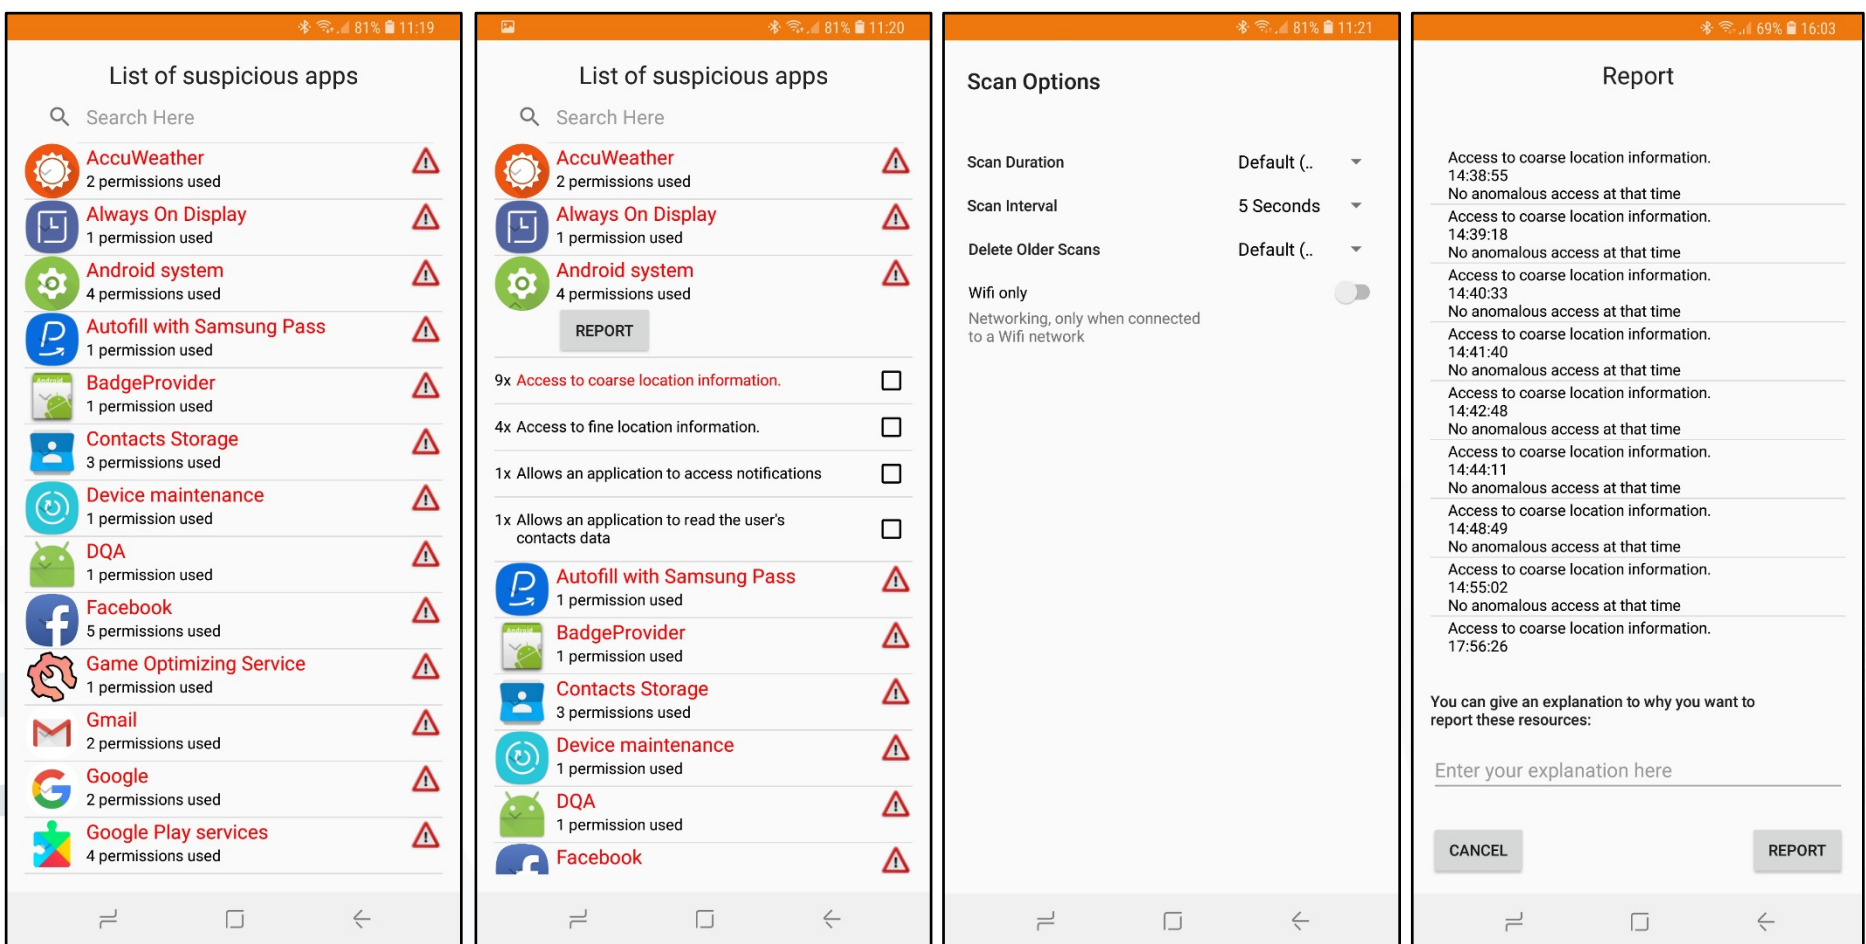 81% 11:19
List of suspicious apps
Search Here
AccuWeather
2 permissions used
Always On Display
1 permission used
Android system
4 permissions used
Autofill with Samsung Pass
1 permission used
BadgeProvider
1 permission used
Contacts Storage
3 permissions used
Device maintenance
1 permission used
DQA
1 permission used
Facebook
5 permissions used
Game Optimizing Service
1 permission used
Gmail
2 permissions used
Google
2 permissions used
Google Play services
4 permissions used
81% 11:20
List of suspicious apps
Search Here
AccuWeather
2 permissions used
Always On Display
1 permission used
Android system
4 permissions used
REPORT
9x Access to coarse location information.
4x Access to fine location information.
1x Allows an application to access notifications
1x Allows an application to read the user's
contacts data
Autofill with Samsung Pass
1 permission used
Android
BadgeProvider
1 permission used
Contacts Storage
3 permissions used
Device maintenance
1 permission used
DQA
1 permission used
Facebook
81% 11:21
Scan Options
Scan Duration Default (..
Scan Interval 5 Seconds
Delete Older Scans Default (..
Wifi only
Networking, only when connected
to a Wifi network
69% 16:03
Report
Access to coarse location information.
14:38:55
No anomalous access at that time
Access to coarse location information.
14:39:18
No anomalous access at that time
Access to coarse location information.
14:40:33
No anomalous access at that time
Access to coarse location information.
14:41:40
No anomalous access at that time
Access to coarse location information.
14:42:48
No anomalous access at that time
Access to coarse location information.
14:44:11
No anomalous access at that time
Access to coarse location information.
14:48:49
No anomalous access at that time
Access to coarse location information.
14:55:02
No anomalous access at that time
Access to coarse location information.
17:56:26
You can give an explanation to why you want to
report these resources:
Enter your explanation here
CANCEL REPORT